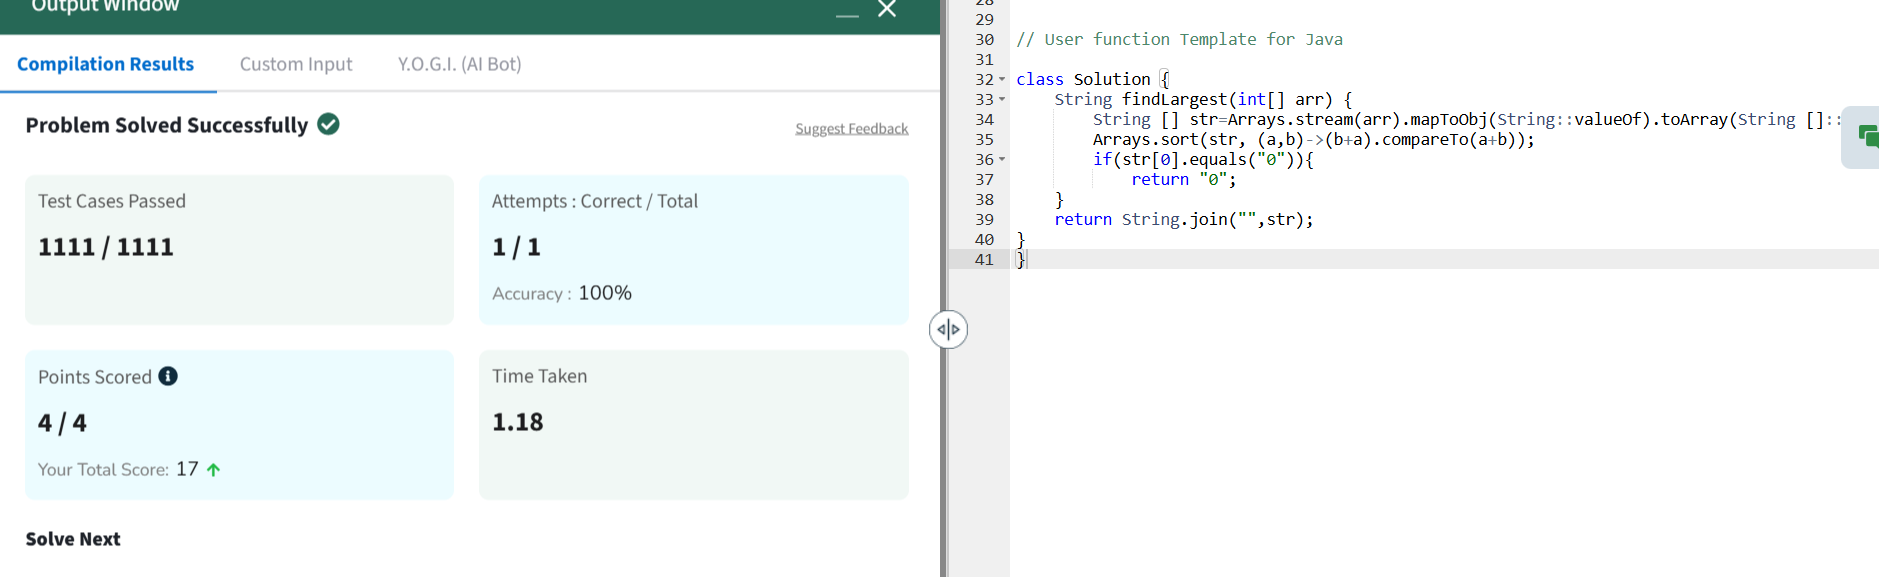 Output Window
Compilation Results Custom Input Y.O.G.I. (AI Bot)
Problem Solved Successfully
Suggest Feedback
Test Cases Passed
1111 / 1111
Attempts : Correct / Total
1 / 1
Accuracy : 100%
Points Scored
4 / 4
Your Total Score: 17
Time Taken
1.18
Solve Next
28
29
30 // User function Template for Java
31
32 class Solution {
33 String findLargest(int[] arr) {
34 String [] str=Arrays.stream(arr).mapToObj(String::valueOf).toArray(String []::
35 Arrays.sort(str, (a,b)->(b+a).compareTo(a+b));
36 if(str[0].equals("0")){
37 return "0";
38 }
39 return String.join("",str);
40 }
41 }